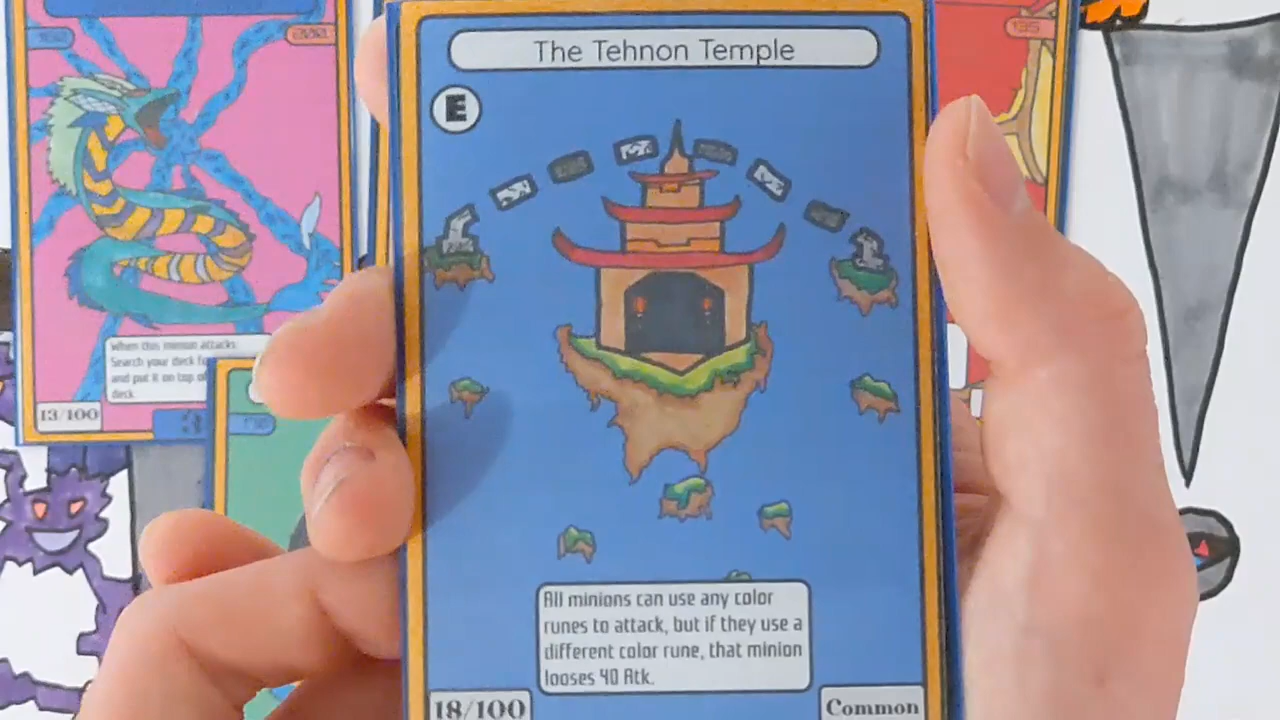 The Tehnon Temple
E
All minions can use any color
runes to attack, but if they use a
different color rune, that minion
looses 40 Atk.
18/100
Common
When this minion attacks
Search your deck
and put it on top of
deck.
13/100
3
135